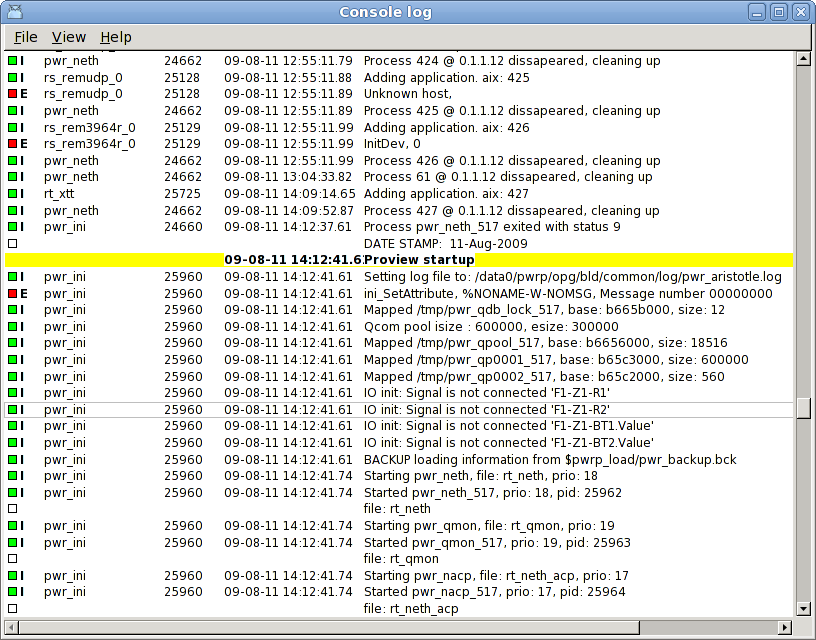 Console log
File View Help
I pwr_neth 24662 09-08-11 12:55:11.79 Process 424 @ 0.1.1.12 dissapeared, cleaning up
I rs_remudp_0 25128 09-08-11 12:55:11.88 Adding application. aix: 425
E rs_remudp_0 25128 09-08-11 12:55:11.89 Unknown host,
I pwr_neth 24662 09-08-11 12:55:11.89 Process 425 @ 0.1.1.12 dissapeared, cleaning up
I rs_rem3964r_0 25129 09-08-11 12:55:11.99 Adding application. aix: 426
E rs_rem3964r_0 25129 09-08-11 12:55:11.99 InitDev, 0
I pwr_neth 24662 09-08-11 12:55:11.99 Process 426 @ 0.1.1.12 dissapeared, cleaning up
I pwr_neth 24662 09-08-11 13:04:33.82 Process 61 @ 0.1.1.12 dissapeared, cleaning up
I rt_xtt 25725 09-08-11 14:09:14.65 Adding application. aix: 427
I pwr_neth 24662 09-08-11 14:09:52.87 Process 427 @ 0.1.1.12 dissapeared, cleaning up
I pwr_ini 24660 09-08-11 14:12:37.61 Process pwr_neth_517 exited with status 9
DATE STAMP: 11-Aug-2009
09-08-11 14:12:41.6 Proview startup
I pwr_ini 25960 09-08-11 14:12:41.61 Setting log file to: /data0/pwrp/opg/bld/common/log/pwr_aristotle.log
E pwr_ini 25960 09-08-11 14:12:41.61 ini_SetAttribute, %NONAME-W-NOMSG, Message number 00000000
I pwr_ini 25960 09-08-11 14:12:41.61 Mapped /tmp/pwr_qdb_lock_517, base: b665b000, size: 12
I pwr_ini 25960 09-08-11 14:12:41.61 Qcom pool isize : 600000, esize: 300000
I pwr_ini 25960 09-08-11 14:12:41.61 Mapped /tmp/pwr_qpool_517, base: b6656000, size: 18516
I pwr_ini 25960 09-08-11 14:12:41.61 Mapped /tmp/pwr_qp0001_517, base: b65c3000, size: 600000
I pwr_ini 25960 09-08-11 14:12:41.61 Mapped /tmp/pwr_qp0002_517, base: b65c2000, size: 560
I pwr_ini 25960 09-08-11 14:12:41.61 IO init: Signal is not connected 'F1-Z1-R1'
I pwr_ini 25960 09-08-11 14:12:41.61 IO init: Signal is not connected 'F1-Z1-R2'
I pwr_ini 25960 09-08-11 14:12:41.61 IO init: Signal is not connected 'F1-Z1-BT1.Value'
I pwr_ini 25960 09-08-11 14:12:41.61 IO init: Signal is not connected 'F1-Z1-BT2.Value'
I pwr_ini 25960 09-08-11 14:12:41.61 BACKUP loading information from $pwrp_load/pwr_backup.bck
I pwr_ini 25960 09-08-11 14:12:41.74 Starting pwr_neth, file: rt_neth, prio: 18
I pwr_ini 25960 09-08-11 14:12:41.74 Started pwr_neth_517, prio: 18, pid: 25962
file: rt_neth
I pwr_ini 25960 09-08-11 14:12:41.74 Starting pwr_qmon, file: rt_qmon, prio: 19
I pwr_ini 25960 09-08-11 14:12:41.74 Started pwr_qmon_517, prio: 19, pid: 25963
file: rt_qmon
I pwr_ini 25960 09-08-11 14:12:41.74 Starting pwr_nacp, file: rt_neth_acp, prio: 17
I pwr_ini 25960 09-08-11 14:12:41.74 Started pwr_nacp_517, prio: 17, pid: 25964
file: rt_neth_acp